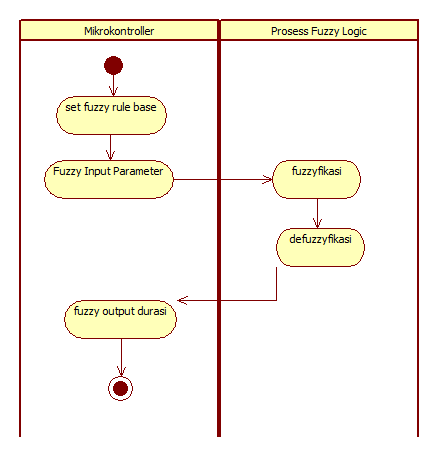 Mikrokontroller
Prosess Fuzzy Logic
set fuzzy rule base
Fuzzy Input Parameter
fuzzyfikasi
defuzzyfikasi
fuzzy output durasi